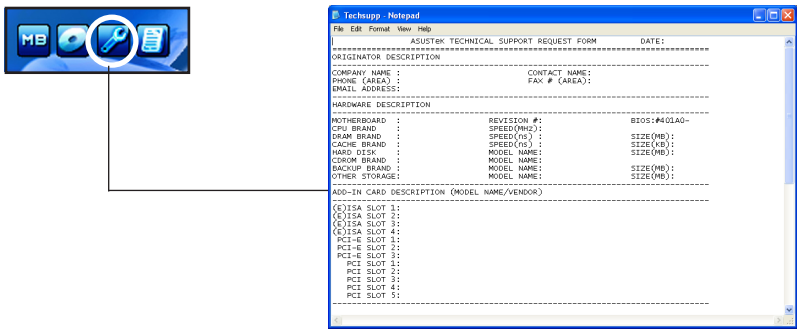 MB
Techsupp - Notepad
File Edit Format View Help
ASUSTeK TECHNICAL SUPPORT REQUEST FORM DATE:
================================================================================
ORIGINATOR DESCRIPTION
--------------------------------------------------------------------------------
COMPANY NAME : CONTACT NAME:
PHONE (AREA) : FAX # (AREA):
EMAIL ADDRESS:
--------------------------------------------------------------------------------
HARDWARE DESCRIPTION
--------------------------------------------------------------------------------
MOTHERBOARD : REVISION #: BIOS:#401A0-
CPU BRAND : SPEED(MHz):
DRAM BRAND : SPEED(ns) : SIZE(MB):
CACHE BRAND : SPEED(ns) : SIZE(KB):
HARD DISK : MODEL NAME: SIZE(MB):
CDROM BRAND : MODEL NAME:
BACKUP BRAND : MODEL NAME: SIZE(MB):
OTHER STORAGE: MODEL NAME: SIZE(MB):
--------------------------------------------------------------------------------
ADD-IN CARD DESCRIPTION (MODEL NAME/VENDOR)
--------------------------------------------------------------------------------
(E)ISA SLOT 1:
(E)ISA SLOT 2:
(E)ISA SLOT 3:
(E)ISA SLOT 4:
PCI-E SLOT 1:
PCI-E SLOT 2:
PCI-E SLOT 3:
PCI SLOT 1:
PCI SLOT 2:
PCI SLOT 3:
PCI SLOT 4:
PCI SLOT 5:
--------------------------------------------------------------------------------